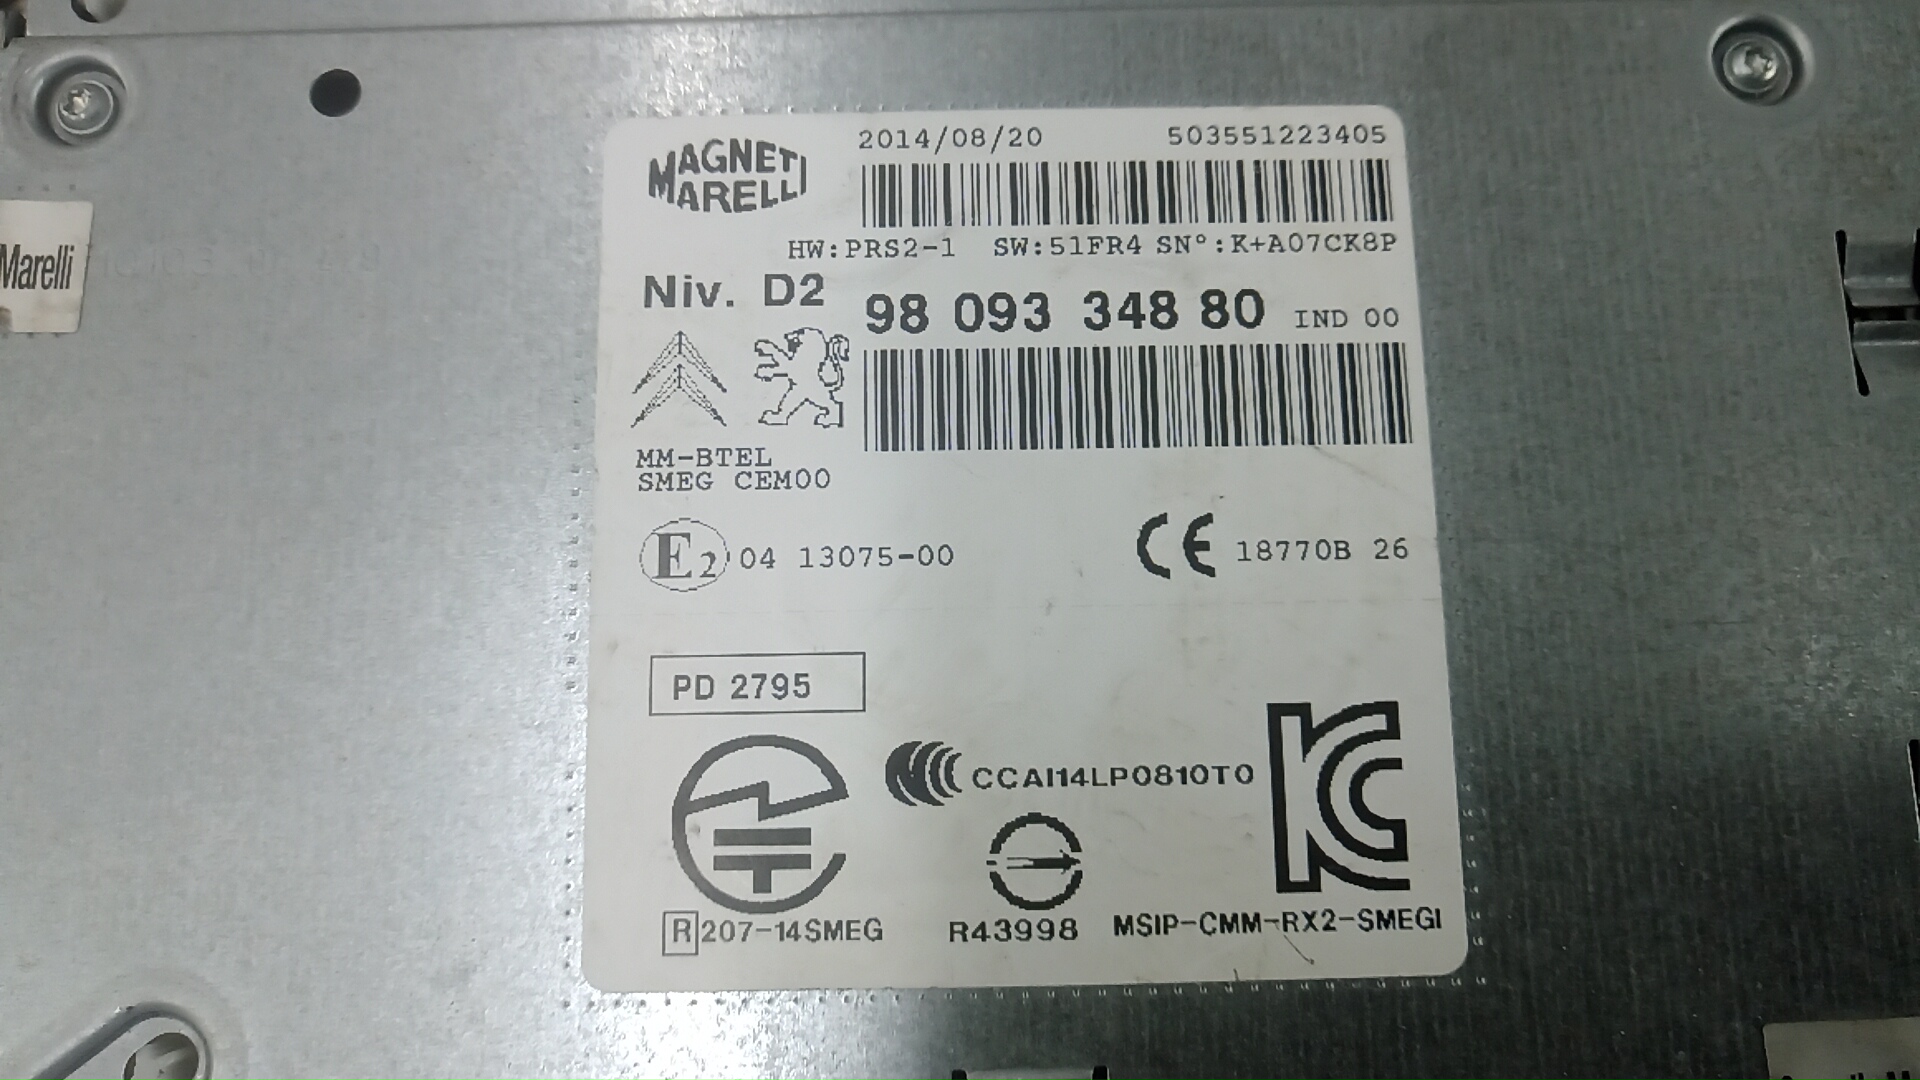 MAGNETI
MARELLI
2014/08/20 503551223405
HW:PRS2-1 SW:51FR4 SN°:K+A07CK8P
Niv. D2
98 093 348 80 IND 00
MM-BTEL
SMEG CEM00
E2 04 13075-00
CE 18770B 26
PD 2795
CCAI14LP0810T0
R 207-14SMEG
R43998
MSIP-CMM-RX2-SMEGI
Marelli